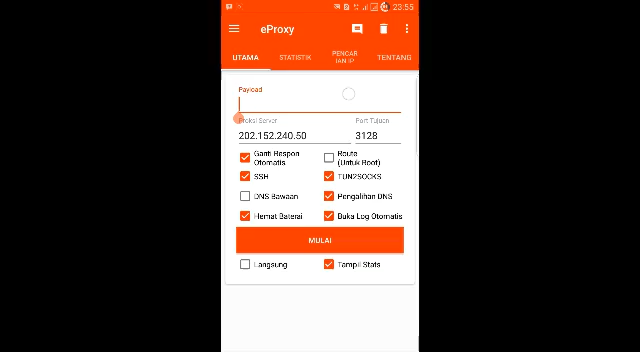 23:55
eProxy
UTAMA STATISTIK PENCAR IAN IP TENTANG
Payload
Proksi Server Port Tujuan
202.152.240.50 3128
Ganti Respon Otomatis Route (Untuk Root)
SSH TUN2SOCKS
DNS Bawaan Pengalihan DNS
Hemat Baterai Buka Log Otomatis
MULAI
Langsung Tampil Stats